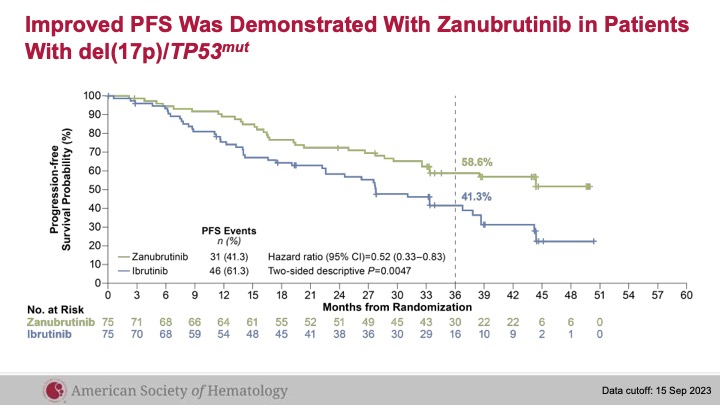 Improved PFS Was Demonstrated With Zanubrutinib in Patients
With del(17p)/TP53mut
100
90
80
70
60
50
40
30
20
10
0
Progression-free
Survival Probability (%)
58.6%
41.3%
PFS Events
n (%)
Zanubrutinib 31 (41.3) Hazard ratio (95% CI)=0.52 (0.33–0.83)
Ibrutinib 46 (61.3) Two-sided descriptive P=0.0047
0 3 6 9 12 15 18 21 24 27 30 33 36 39 42 45 48 51 54 57 60
Months from Randomization
No. at Risk
Zanubrutinib 75 71 68 66 64 61 55 52 51 49 45 43 30 22 22 6 6 0
Ibrutinib 75 70 68 59 54 48 45 41 38 36 30 29 16 10 9 2 1 0
American Society of Hematology
Data cutoff: 15 Sep 2023